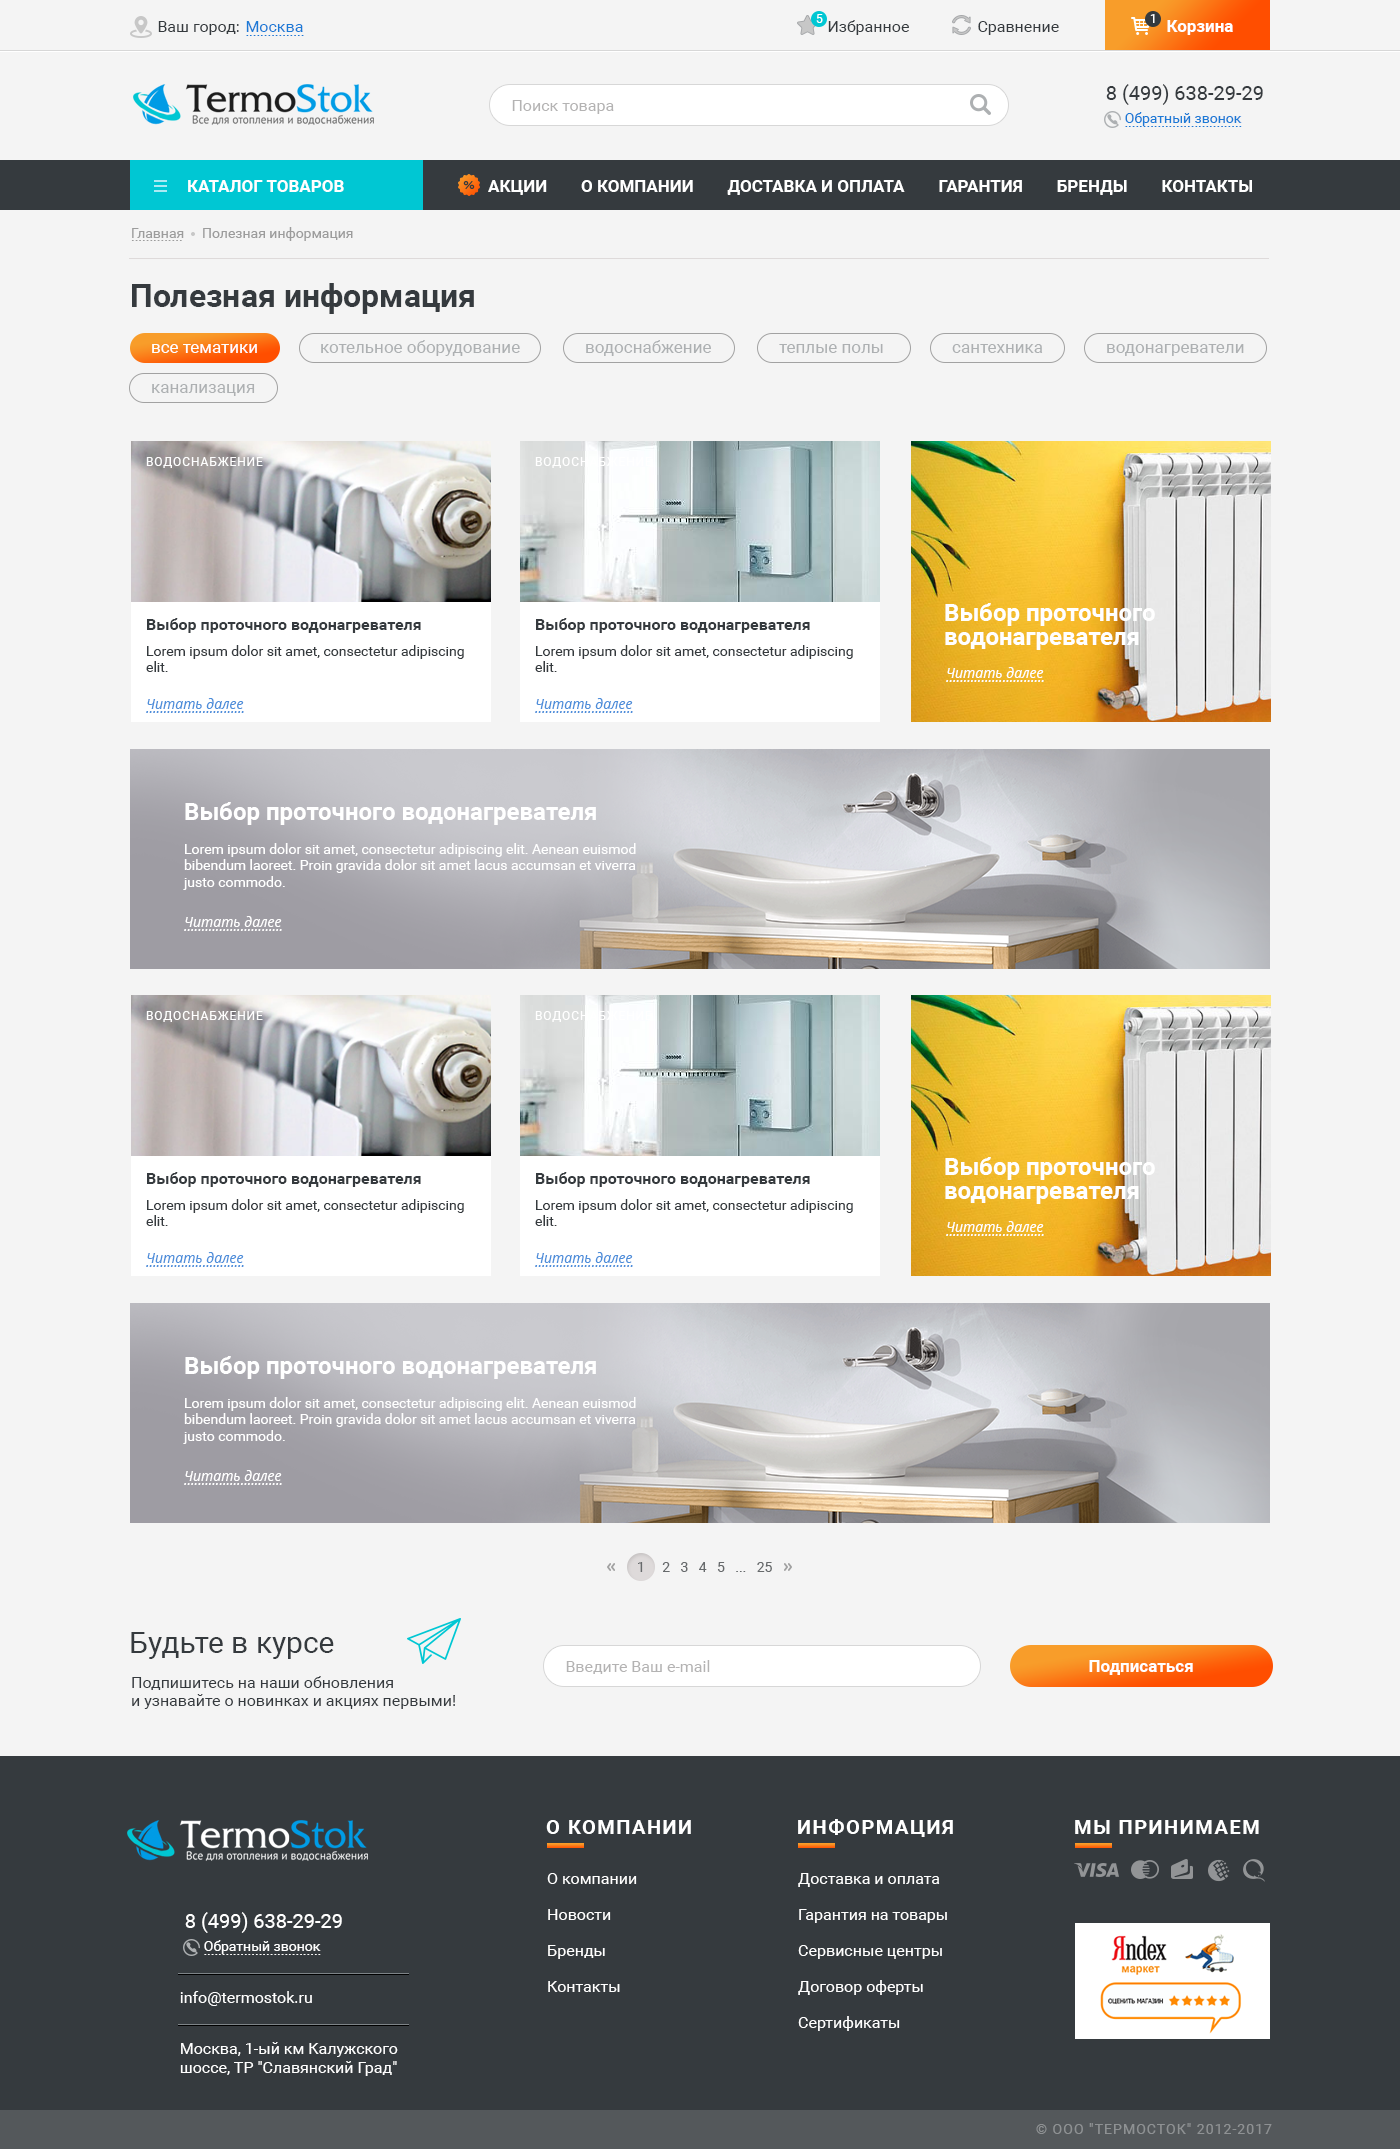 Ваш город: Москва
5 Избранное
Сравнение
1 Корзина
TermoStok
Все для отопления и водоснабжения
Поиск товара
8 (499) 638-29-29
Обратный звонок
КАТАЛОГ ТОВАРОВ
% АКЦИИ
О КОМПАНИИ
ДОСТАВКА И ОПЛАТА
ГАРАНТИЯ
БРЕНДЫ
КОНТАКТЫ
Главная • Полезная информация
Полезная информация
все тематики
котельное оборудование
водоснабжение
теплые полы
сантехника
водонагреватели
канализация
ВОДОСНАБЖЕНИЕ
Выбор проточного водонагревателя
Lorem ipsum dolor sit amet, consectetur adipiscing
elit.
Читать далее
Выбор проточного водонагревателя
Lorem ipsum dolor sit amet, consectetur adipiscing
elit.
Читать далее
Выбор проточного
водонагревателя
Читать далее
Выбор проточного водонагревателя
Lorem ipsum dolor sit amet, consectetur adipiscing elit. Aenean euismod
bibendum laoreet. Proin gravida dolor sit amet lacus accumsan et viverra
justo commodo.
Читать далее
ВОДОСНАБЖЕНИЕ
Выбор проточного водонагревателя
Lorem ipsum dolor sit amet, consectetur adipiscing
elit.
Читать далее
Выбор проточного водонагревателя
Lorem ipsum dolor sit amet, consectetur adipiscing
elit.
Читать далее
Выбор проточного
водонагревателя
Читать далее
Выбор проточного водонагревателя
Lorem ipsum dolor sit amet, consectetur adipiscing elit. Aenean euismod
bibendum laoreet. Proin gravida dolor sit amet lacus accumsan et viverra
justo commodo.
Читать далее
« 1 2 3 4 5 ... 25 »
Будьте в курсе
Подпишитесь на наши обновления
и узнавайте о новинках и акциях первыми!
Введите Ваш e-mail
Подписаться
TermoStok
Все для отопления и водоснабжения
8 (499) 638-29-29
Обратный звонок
info@termostok.ru
Москва, 1-ый км Калужского
шоссе, ТР "Славянский Град"
О КОМПАНИИ
О компании
Новости
Бренды
Контакты
ИНФОРМАЦИЯ
Доставка и оплата
Гарантия на товары
Сервисные центры
Договор оферты
Сертификаты
МЫ ПРИНИМАЕМ
VISA
Яndex
маркет
ОЦЕНИТЬ МАГАЗИН
© ООО "ТЕРМОСТОК" 2012-2017